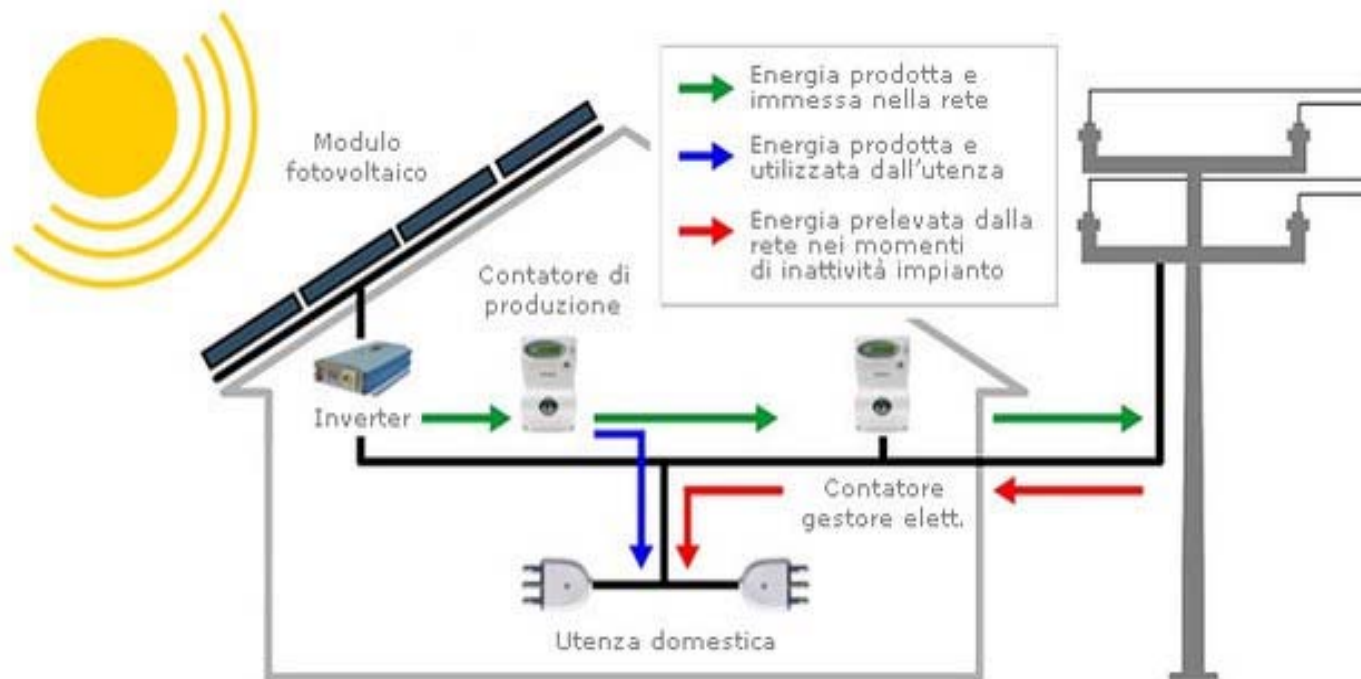 Energia prodotta e
immessa nella rete
Energia prodotta e
utilizzata dall'utenza
Energia prelevata dalla
rete nei momenti
di inattività impianto
Modulo
fotovoltaico
Contatore di
produzione
Inverter
Contatore
gestore elett.
Utenza domestica